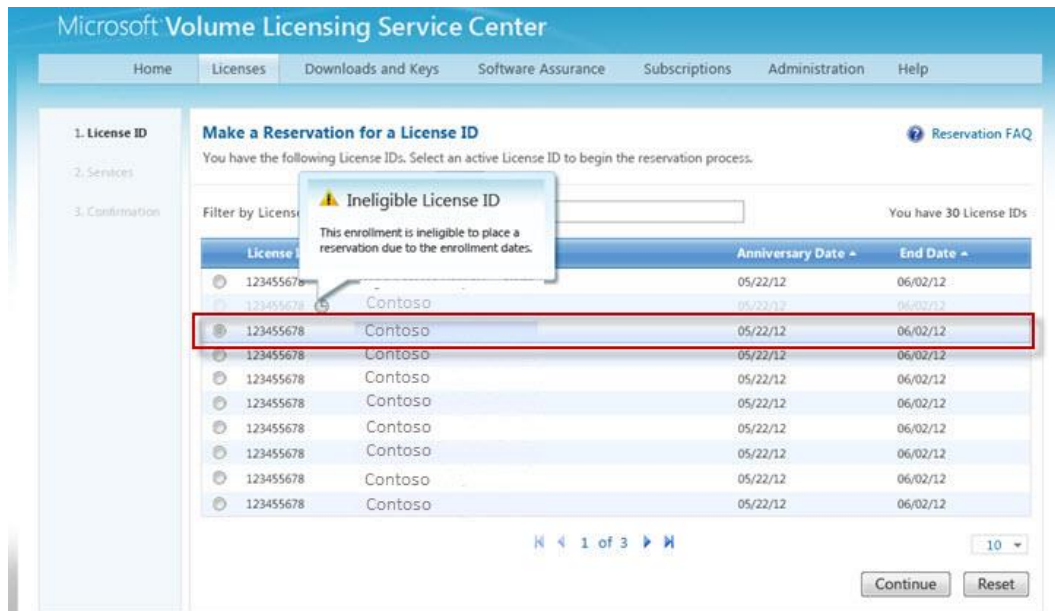 Microsoft Volume Licensing Service Center
Home Licenses Downloads and Keys Software Assurance Subscriptions Administration Help
1. License ID
2. Services
3. Confirmation
Make a Reservation for a License ID
Reservation FAQ
You have the following License IDs. Select an active License ID to begin the reservation process.
Ineligible License ID
This enrollment is ineligible to place a
reservation due to the enrollment dates.
Filter by License
You have 30 License IDs
License Anniversary Date End Date
123455678 05/22/12 06/02/12
123455678 Contoso 05/22/12 06/02/12
123455678 Contoso 05/22/12 06/02/12
123455678 Contoso 05/22/12 06/02/12
123455678 Contoso 05/22/12 06/02/12
123455678 Contoso 05/22/12 06/02/12
123455678 Contoso 05/22/12 06/02/12
123455678 Contoso 05/22/12 06/02/12
123455678 Contoso 05/22/12 06/02/12
123455678 Contoso 05/22/12 06/02/12
1 of 3
10
Continue Reset